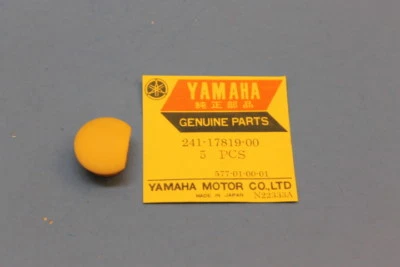 YAMAHA
純正部品
GENUINE PARTS
241-17819-00
5 PCS
577-01-00-01
YAMAHA MOTOR CO.,LTD
MADE IN JAPAN N22333A